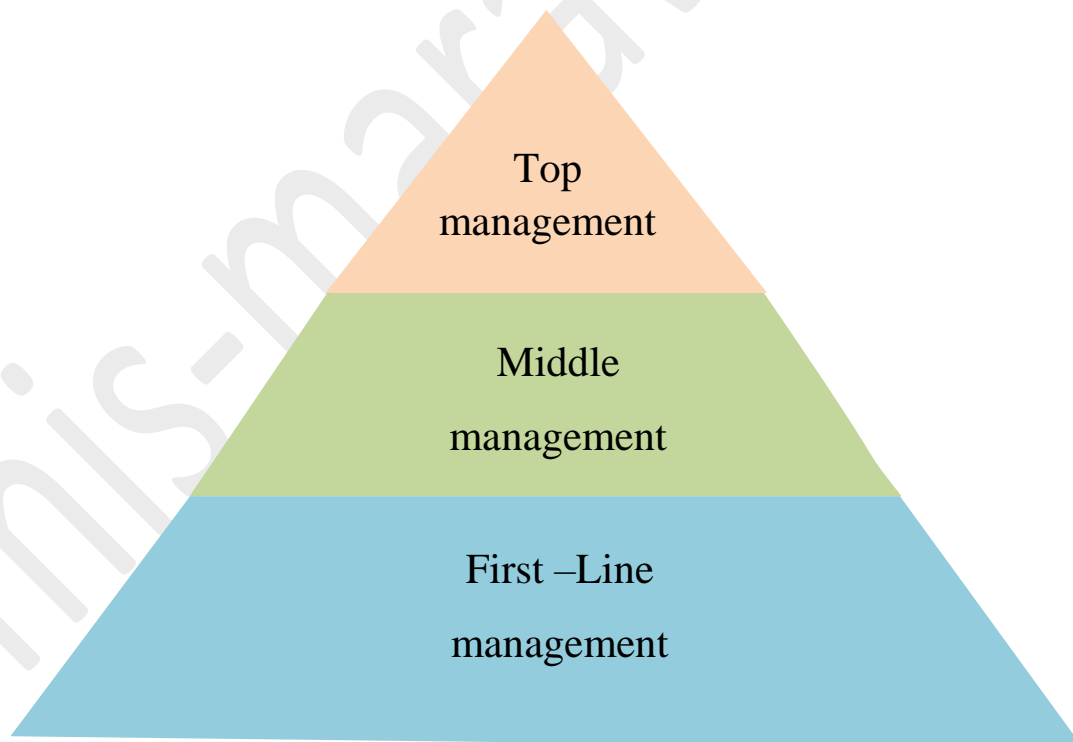 Top
management
Middle
management
First –Line
management